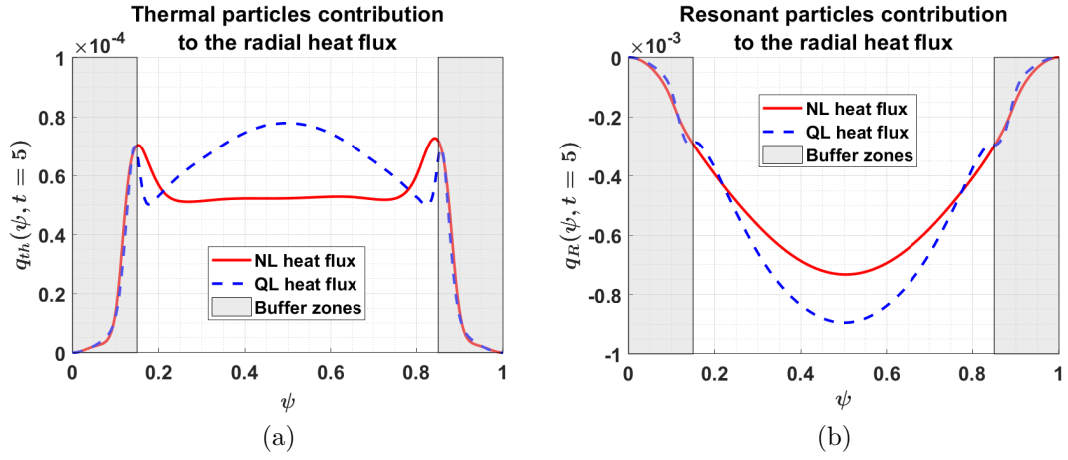 Thermal particles contribution
to the radial heat flux
×10⁻⁴
1
0.8
0.6
0.4
0.2
0
q_th(ψ, t = 5)
NL heat flux
QL heat flux
Buffer zones
0 0.2 0.4 0.6 0.8 1
ψ
(a)
Resonant particles contribution
to the radial heat flux
×10⁻³
0
-0.2
-0.4
-0.6
-0.8
-1
q_R(ψ, t = 5)
NL heat flux
QL heat flux
Buffer zones
0 0.2 0.4 0.6 0.8 1
ψ
(b)